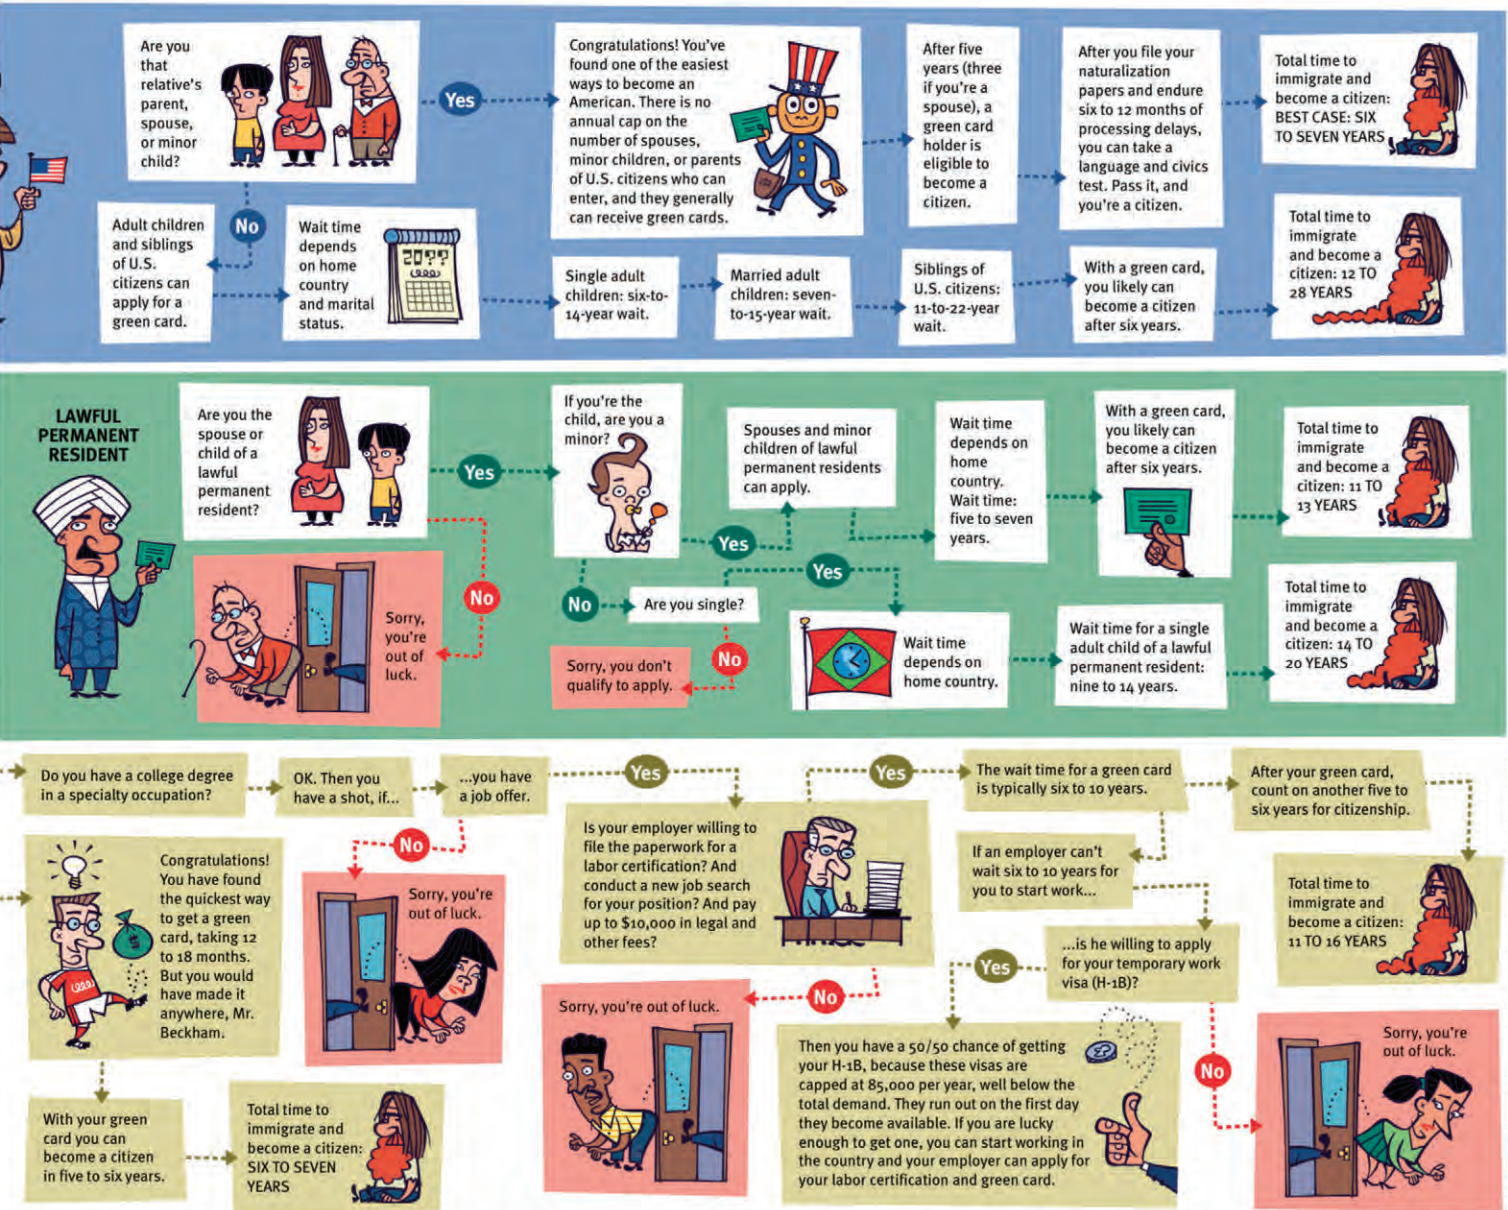 Are you
that
relative's
parent,
spouse,
or minor
child?
Yes
Congratulations! You've
found one of the easiest
ways to become an
American. There is no
annual cap on the
number of spouses,
minor children, or parents
of U.S. citizens who can
enter, and they generally
can receive green cards.
After five
years (three
if you're a
spouse), a
green card
holder is
eligible to
become a
citizen.
After you file your
naturalization
papers and endure
six to 12 months of
processing delays,
you can take a
language and civics
test. Pass it, and
you're a citizen.
Total time to
immigrate and
become a citizen:
BEST CASE: SIX
TO SEVEN YEARS
No
Adult children
and siblings
of U.S.
citizens can
apply for a
green card.
Wait time
depends
on home
country
and marital
status.
20??
Single adult
children: six-to-
14-year wait.
Married adult
children: seven-
to-15-year wait.
Siblings of
U.S. citizens:
11-to-22-year
wait.
With a green card,
you likely can
become a citizen
after six years.
Total time to
immigrate
and become a
citizen: 12 TO
28 YEARS
LAWFUL
PERMANENT
RESIDENT
Are you the
spouse or
child of a
lawful
permanent
resident?
Yes
No
Sorry,
you're
out of
luck.
If you're the
child, are you a
minor?
Yes
Spouses and minor
children of lawful
permanent residents
can apply.
Wait time
depends on
home
country.
Wait time:
five to seven
years.
With a green card,
you likely can
become a citizen
after six years.
Total time to
immigrate
and become a
citizen: 11 TO
13 YEARS
No
Are you single?
Yes
No
Sorry, you don't
qualify to apply.
Wait time
depends on
home country.
Wait time for a single
adult child of a lawful
permanent resident:
nine to 14 years.
Total time to
immigrate
and become a
citizen: 14 TO
20 YEARS
Do you have a college degree
in a specialty occupation?
OK. Then you
have a shot, if...
...you have
a job offer.
Yes
No
Sorry, you're
out of luck.
Is your employer willing to
file the paperwork for a
labor certification? And
conduct a new job search
for your position? And pay
up to $10,000 in legal and
other fees?
Yes
The wait time for a green card
is typically six to 10 years.
After your green card,
count on another five to
six years for citizenship.
Total time to
immigrate and
become a citizen:
11 TO 16 YEARS
If an employer can't
wait six to 10 years for
you to start work...
...is he willing to apply
for your temporary work
visa (H-1B)?
Yes
No
Sorry, you're out of luck.
Then you have a 50/50 chance of getting
your H-1B, because these visas are
capped at 85,000 per year, well below the
total demand. They run out on the first day
they become available. If you are lucky
enough to get one, you can start working in
the country and your employer can apply for
your labor certification and green card.
No
Sorry, you're
out of luck.
Congratulations!
You have found
the quickest way
to get a green
card, taking 12
to 18 months.
But you would
have made it
anywhere, Mr.
Beckham.
With your green
card you can
become a citizen
in five to six years.
Total time to
immigrate and
become a citizen:
SIX TO SEVEN
YEARS